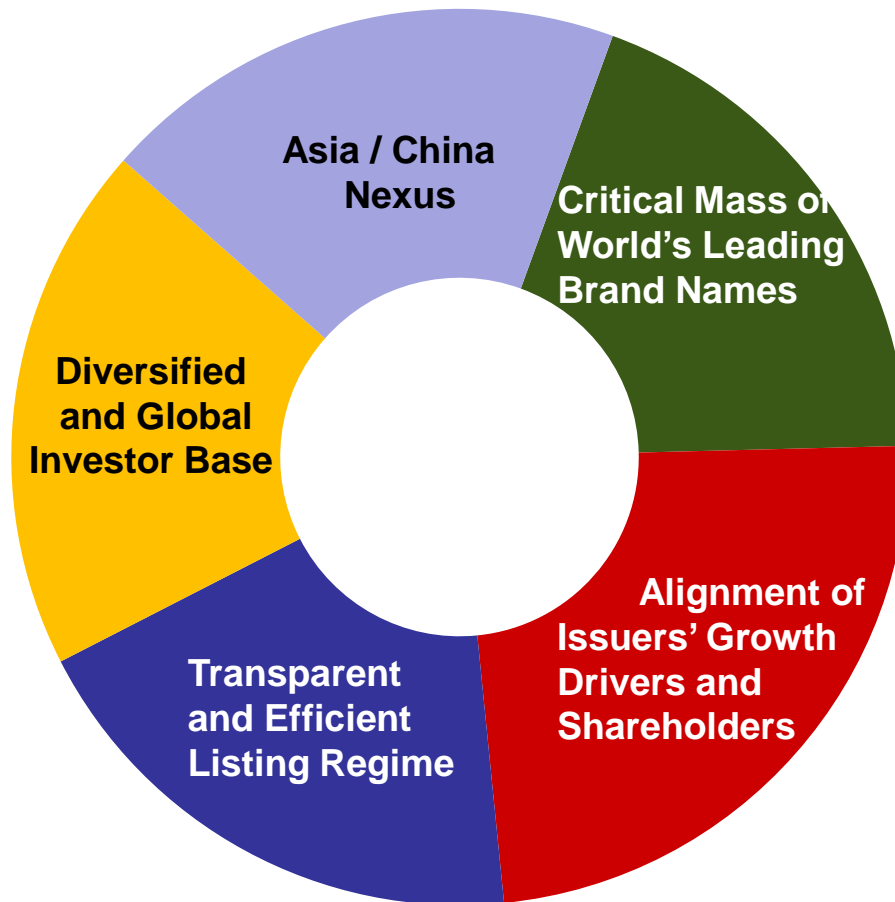 Asia / China
Nexus
Critical Mass of
World’s Leading
Brand Names
Diversified
and Global
Investor Base
Alignment of
Issuers’ Growth
Drivers and
Shareholders
Transparent
and Efficient
Listing Regime